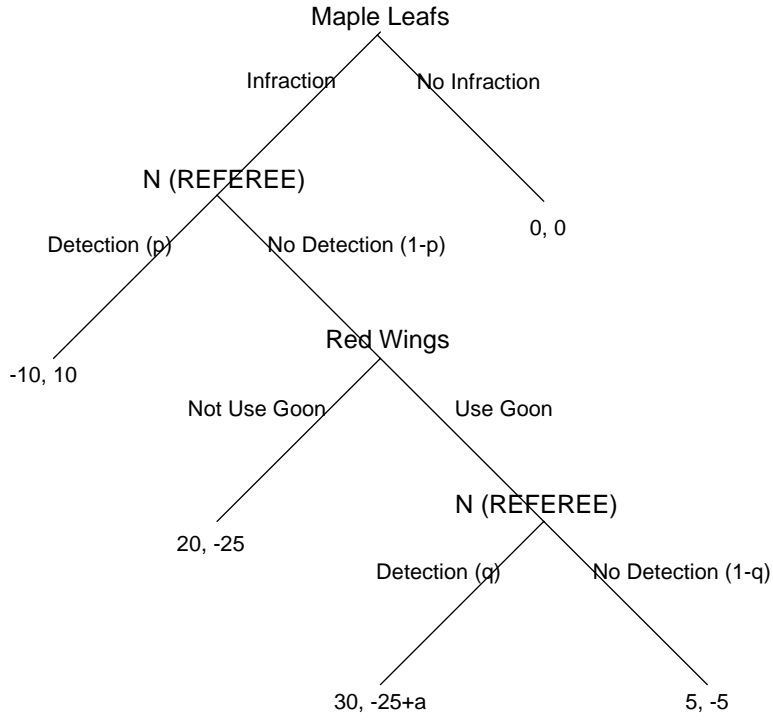 Maple Leafs
Infraction
No Infraction
N (REFEREE)
0, 0
Detection (p)
No Detection (1-p)
Red Wings
-10, 10
Not Use Goon
Use Goon
N (REFEREE)
20, -25
Detection (q)
No Detection (1-q)
30, -25+a
5, -5